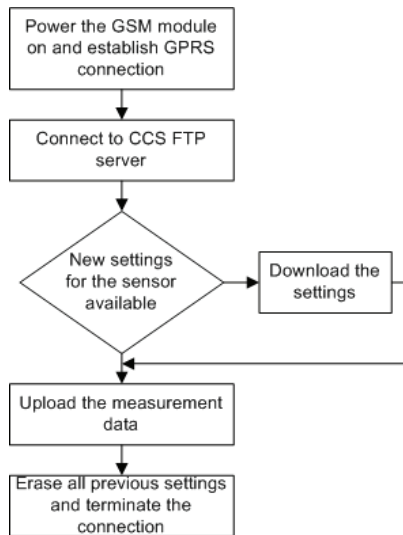 Power the GSM module
on and establish GPRS
connection
Connect to CCS FTP
server
New settings
for the sensor
available
Download the
settings
Upload the measurement
data
Erase all previous settings
and terminate the
connection